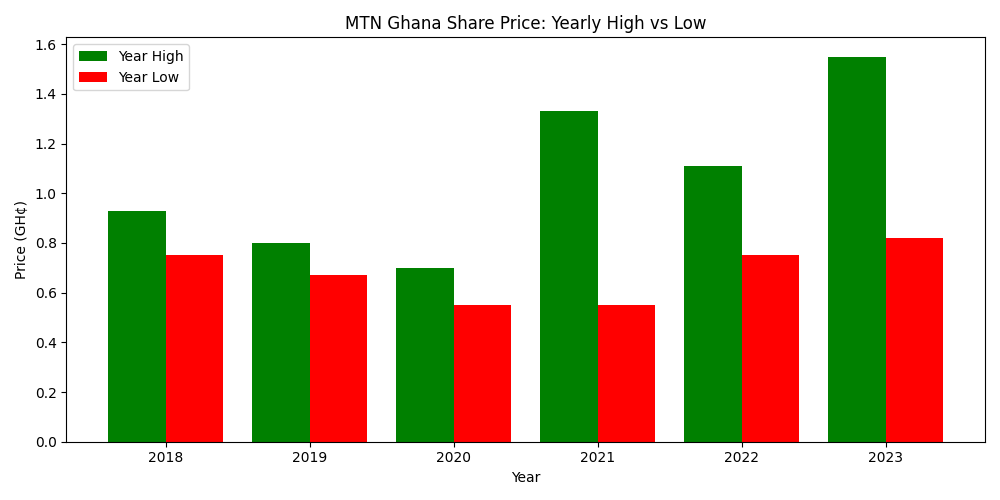 MTN Ghana Share Price: Yearly High vs Low
Year High
Year Low
Price (GH¢)
1.6
1.4
1.2
1.0
0.8
0.6
0.4
0.2
0.0
2018 2019 2020 2021 2022 2023
Year